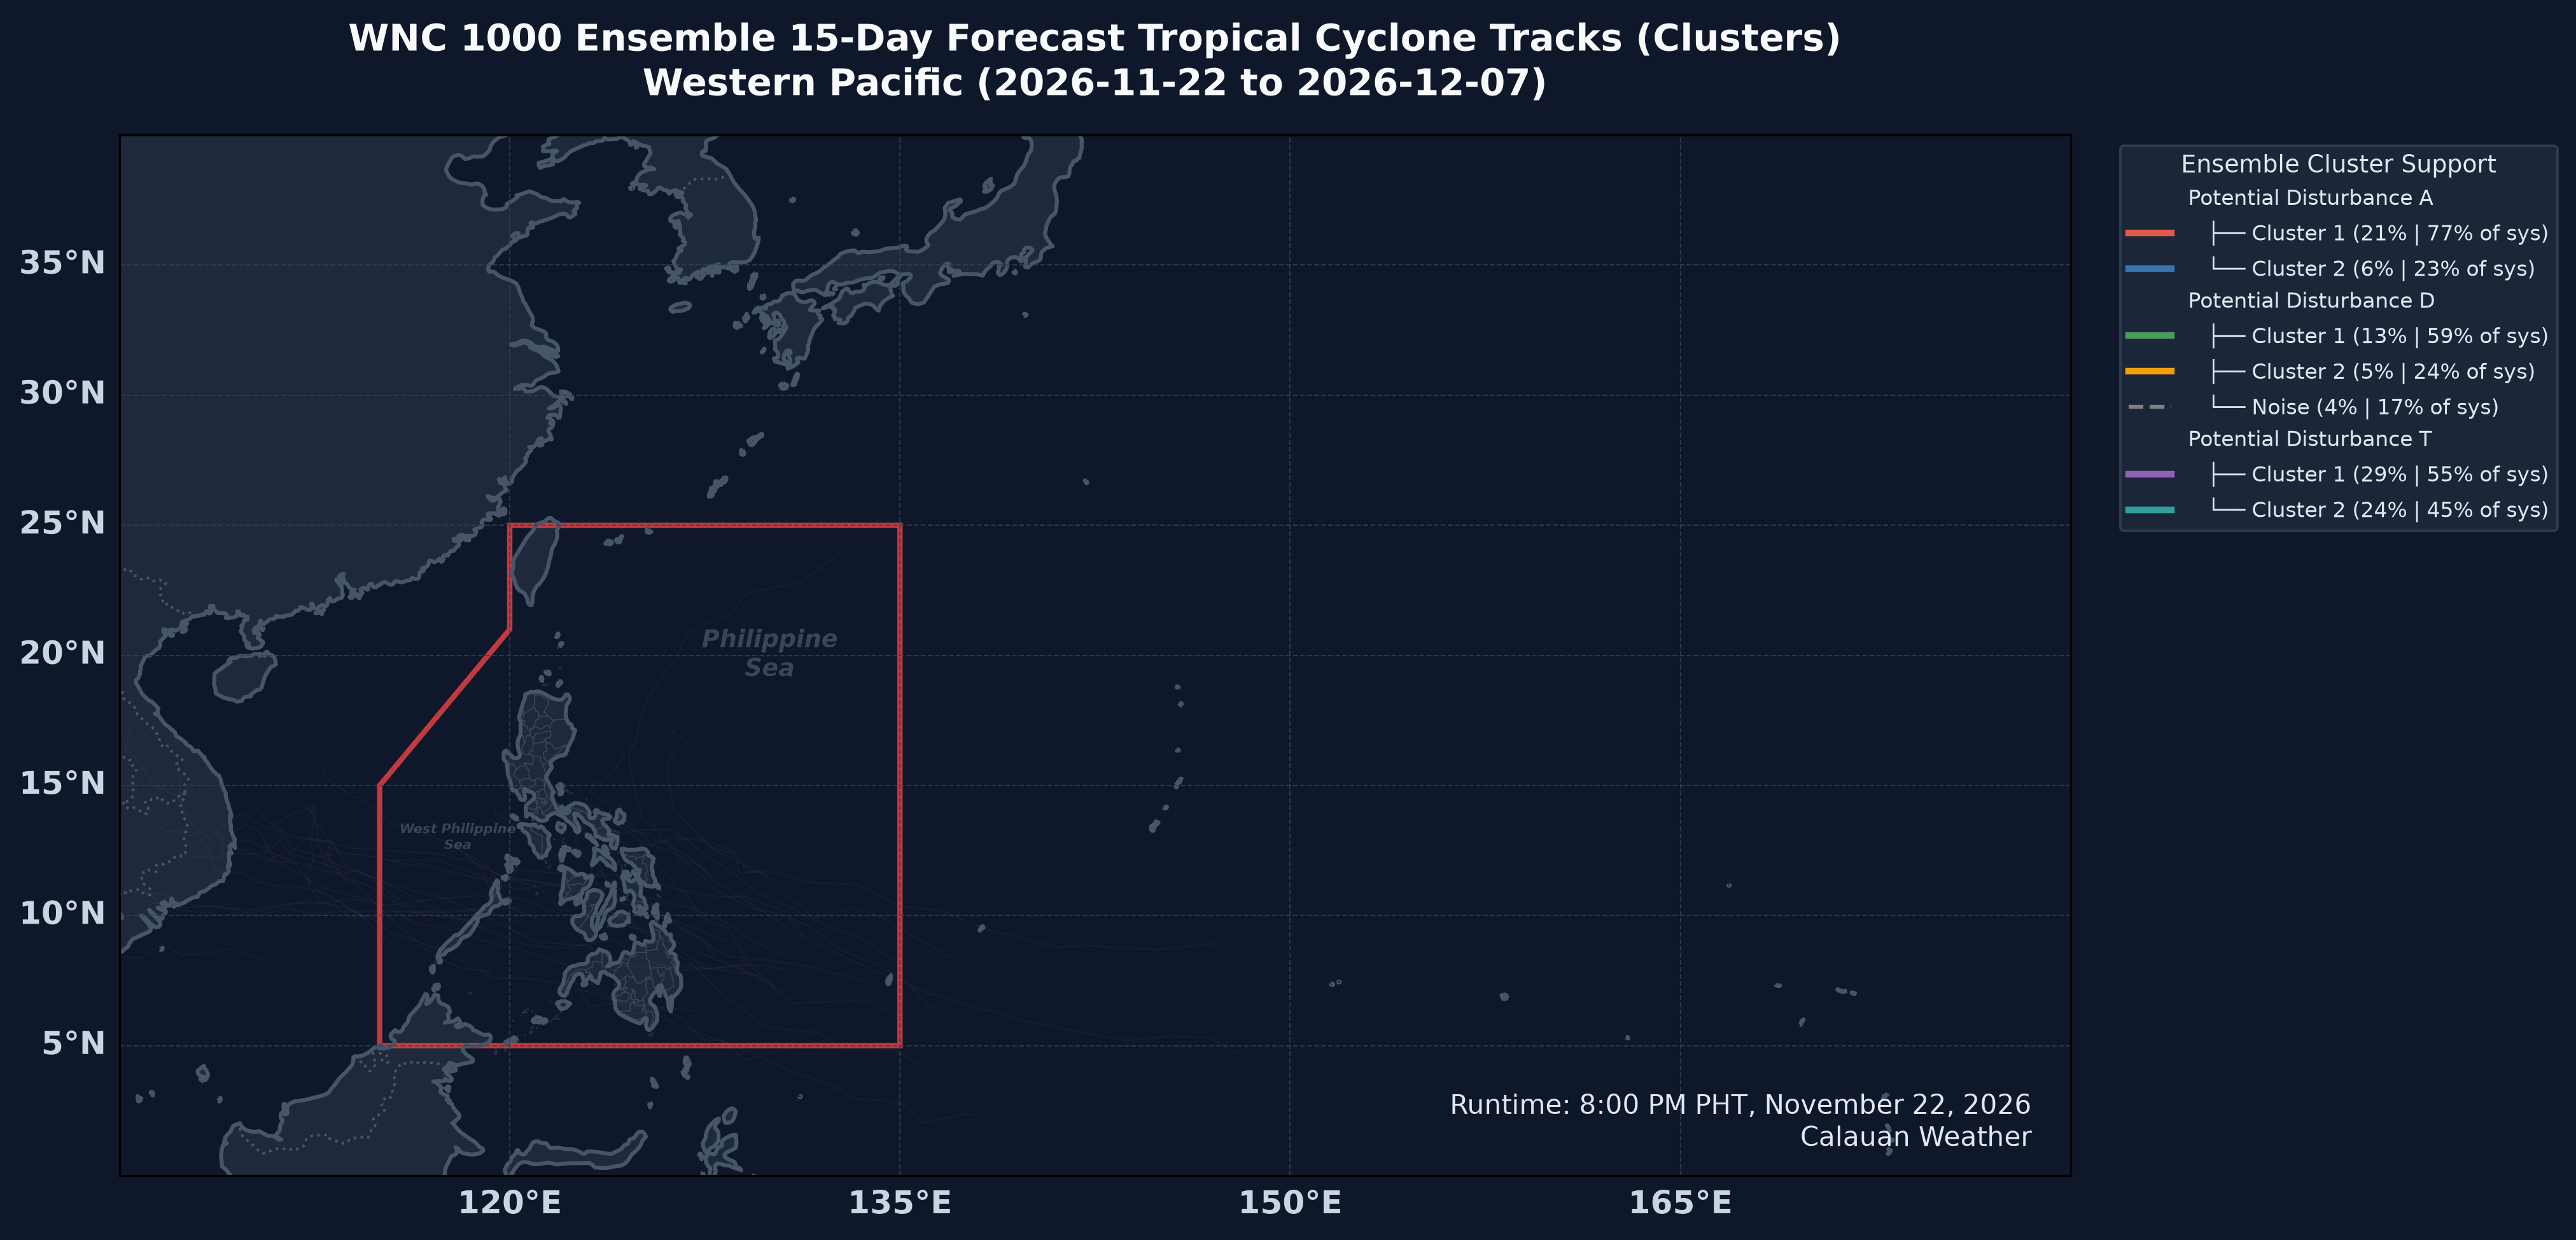 WNC 1000 Ensemble 15-Day Forecast Tropical Cyclone Tracks (Clusters)
Western Pacific (2026-11-22 to 2026-12-07)
Ensemble Cluster Support
Potential Disturbance A
Cluster 1 (21% | 77% of sys)
Cluster 2 (6% | 23% of sys)
Potential Disturbance D
Cluster 1 (13% | 59% of sys)
Cluster 2 (5% | 24% of sys)
Noise (4% | 17% of sys)
Potential Disturbance T
Cluster 1 (29% | 55% of sys)
Cluster 2 (24% | 45% of sys)
35°N
30°N
25°N
20°N
15°N
10°N
5°N
Philippine
Sea
West Philippine
Sea
Runtime: 8:00 PM PHT, November 22, 2026
Calauan Weather
120°E
135°E
150°E
165°E